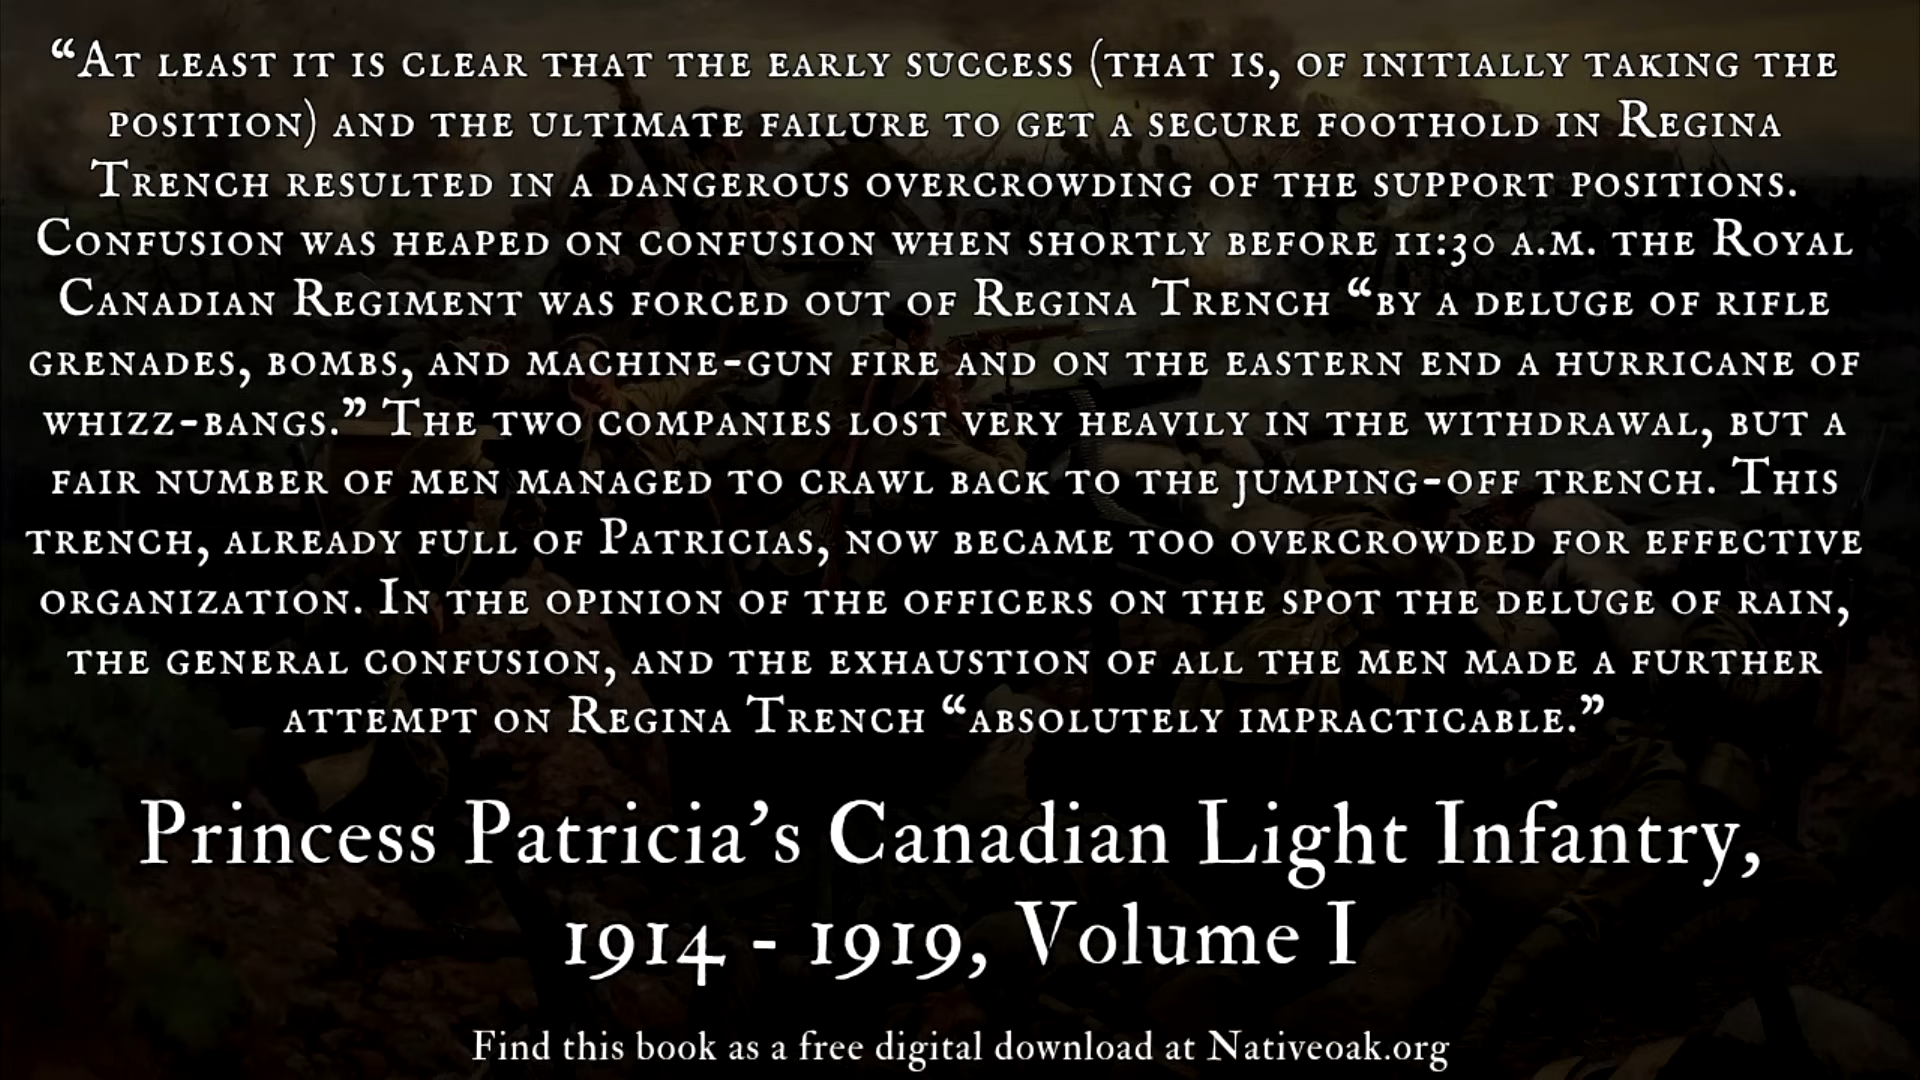 “At least it is clear that the early success (that is, of initially taking the
position) and the ultimate failure to get a secure foothold in Regina
Trench resulted in a dangerous overcrowding of the support positions.
Confusion was heaped on confusion when shortly before 11:30 a.m. the Royal
Canadian Regiment was forced out of Regina Trench “by a deluge of rifle
grenades, bombs, and machine-gun fire and on the eastern end a hurricane of
whizz-bangs.” The two companies lost very heavily in the withdrawal, but a
fair number of men managed to crawl back to the jumping-off trench. This
trench, already full of Patricias, now became too overcrowded for effective
organization. In the opinion of the officers on the spot the deluge of rain,
the general confusion, and the exhaustion of all the men made a further
attempt on Regina Trench “absolutely impracticable.”
Princess Patricia’s Canadian Light Infantry,
1914 - 1919, Volume I
Find this book as a free digital download at Nativeoak.org